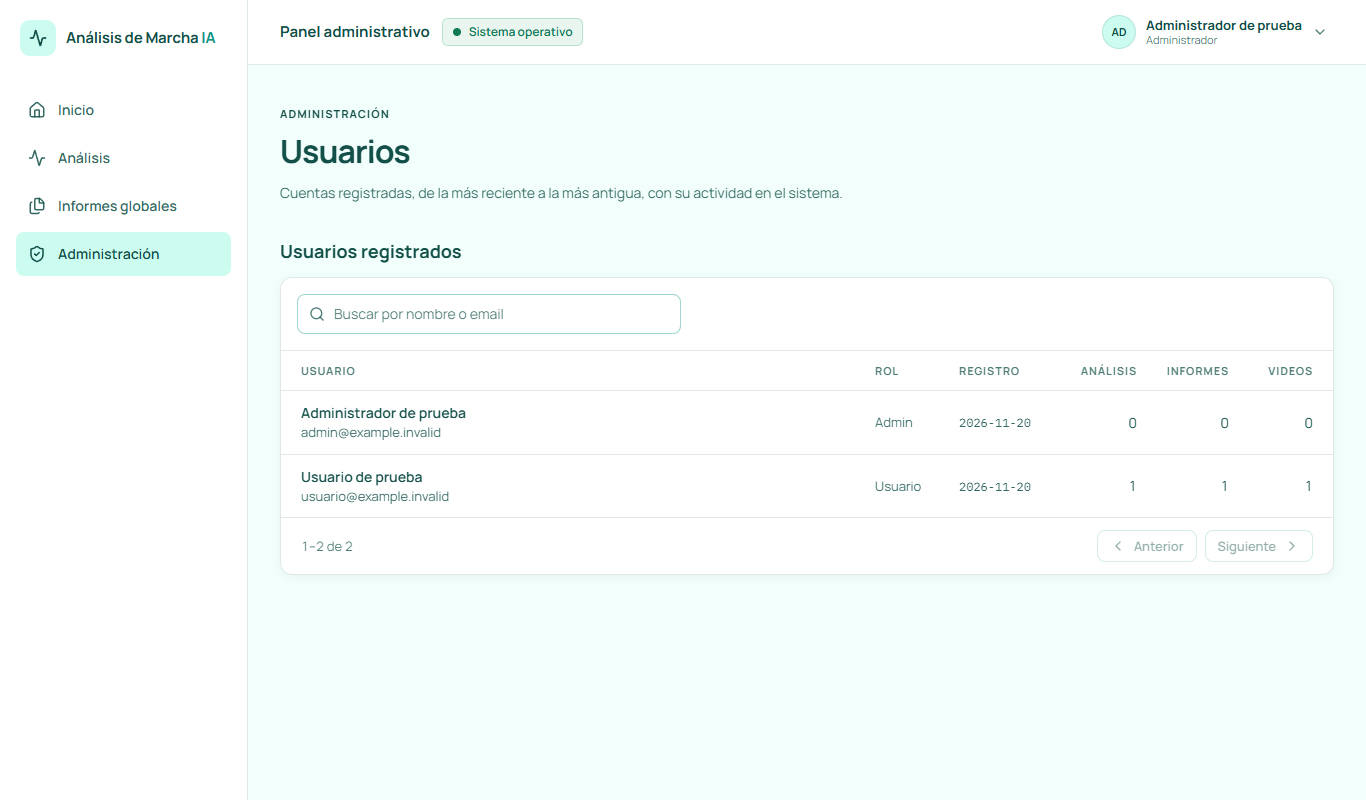 Análisis de Marcha IA
Inicio
Análisis
Informes globales
Administración
Panel administrativo
Sistema operativo
AD
Administrador de prueba
Administrador
ADMINISTRACIÓN
Usuarios
Cuentas registradas, de la más reciente a la más antigua, con su actividad en el sistema.
Usuarios registrados
Buscar por nombre o email
USUARIO ROL REGISTRO ANÁLISIS INFORMES VIDEOS
Administrador de prueba
admin@example.invalid
Admin 2026-11-20 0 0 0
Usuario de prueba
usuario@example.invalid
Usuario 2026-11-20 1 1 1
1–2 de 2
Anterior Siguiente